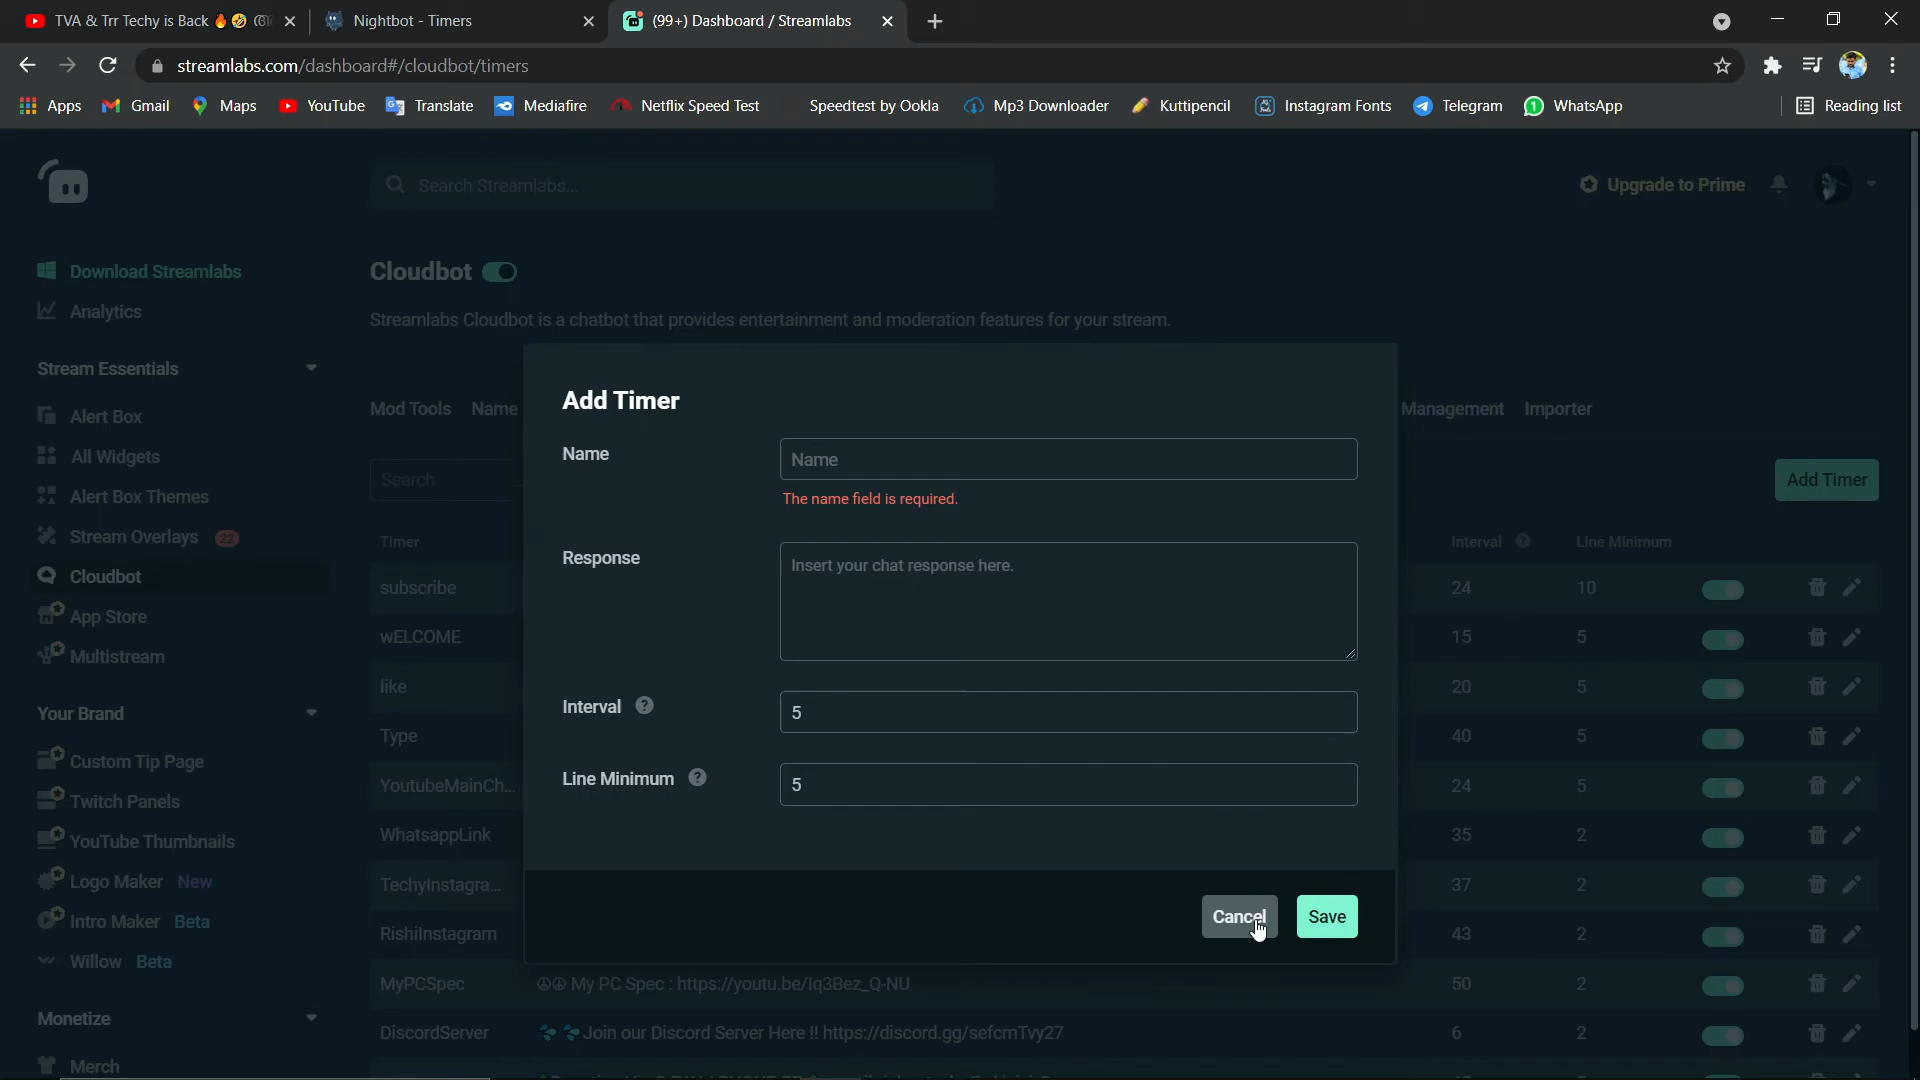 TVA & Trr Techy is Back
Nightbot - Timers
(99+) Dashboard / Streamlabs
streamlabs.com/dashboard#/cloudbot/timers
Apps Gmail Maps YouTube Translate Mediafire Netflix Speed Test Speedtest by Ookla Mp3 Downloader Kuttipencil Instagram Fonts Telegram WhatsApp Reading list
Search Streamlabs...
Upgrade to Prime
Download Streamlabs
Analytics
Stream Essentials
Alert Box
All Widgets
Alert Box Themes
Stream Overlays 22
Cloudbot
App Store
Multistream
Your Brand
Custom Tip Page
Twitch Panels
YouTube Thumbnails
Logo Maker New
Intro Maker Beta
Willow Beta
Monetize
Merch
Cloudbot
Streamlabs Cloudbot is a chatbot that provides entertainment and moderation features for your stream.
Mod Tools Name Management Importer
Search
Add Timer
Timer Interval ? Line Minimum
subscribe 24 10
wELCOME 15 5
like 20 5
Type 40 5
YoutubeMainCh... 24 5
WhatsappLink 35 2
TechyInstagra... 37 2
RishiInstagram 43 2
MyPCSpec My PC Spec : https://youtu.be/Iq3Bez_Q-NU 50 2
DiscordServer Join our Discord Server Here !! https://discord.gg/sefcmTvy27 6 2
Add Timer
Name
Name
The name field is required.
Response
Insert your chat response here.
Interval ?
5
Line Minimum ?
5
Cancel
Save